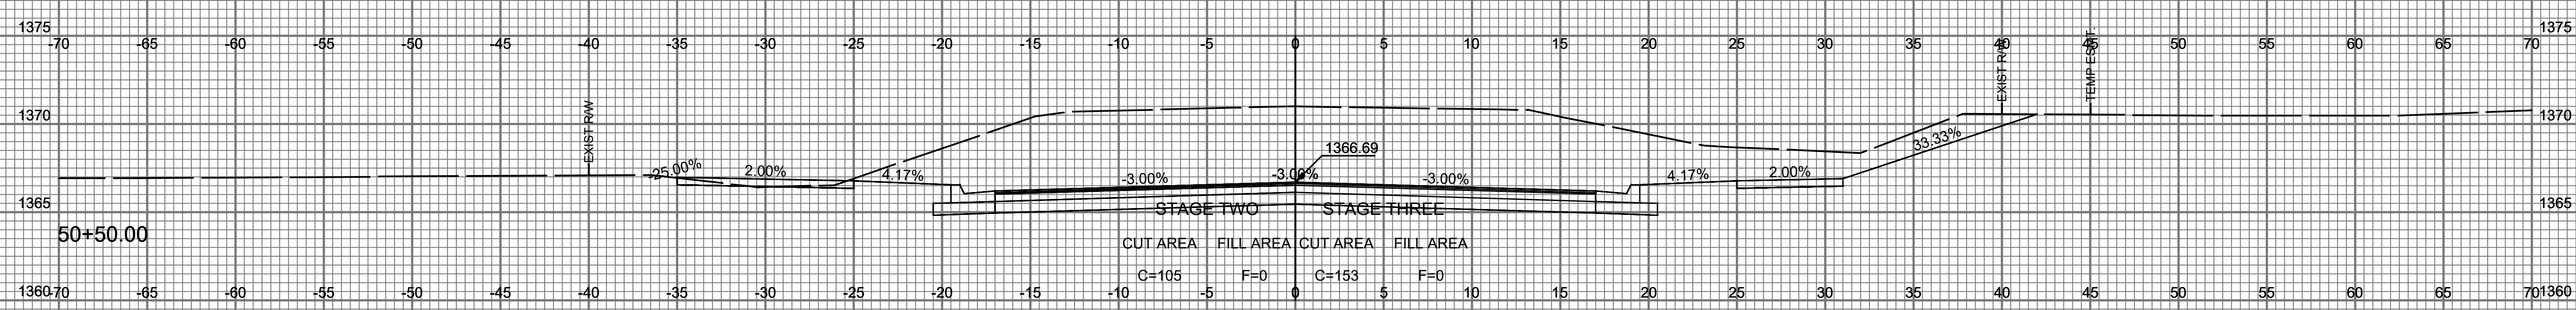 1375 1375
-70 -65 -60 -55 -50 -45 -40 -35 -30 -25 -20 -15 -10 -5 0 5 10 15 20 25 30 35 40 45 50 55 60 65 70
EXIST R/W
TEMP ESMT.
1370 1370
EXIST R/W
33.33%
1366.69
-25.00% 2.00% 4.17% -3.00% -3.00% -3.00% 4.17% 2.00%
1365 1365
STAGE TWO STAGE THREE
50+50.00
CUT AREA FILL AREA CUT AREA FILL AREA
C=105 F=0 C=153 F=0
1360 1360
-70 -65 -60 -55 -50 -45 -40 -35 -30 -25 -20 -15 -10 -5 0 5 10 15 20 25 30 35 40 45 50 55 60 65 70